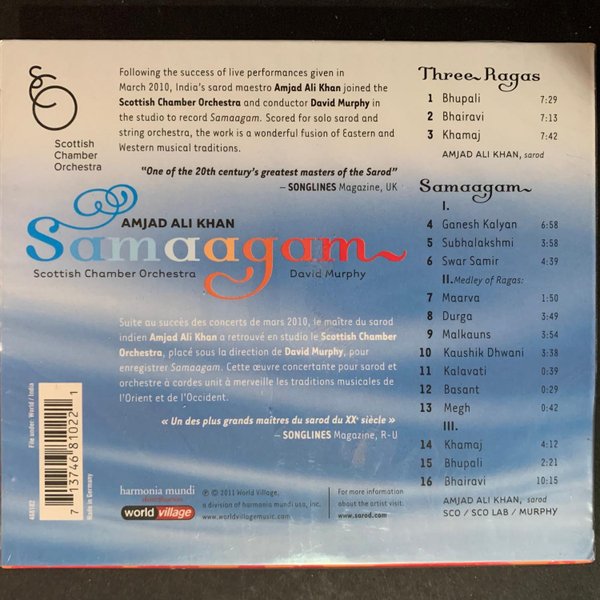 SCO
Scottish
Chamber
Orchestra
Following the success of live performances given in
March 2010, India's sarod maestro Amjad Ali Khan joined the
Scottish Chamber Orchestra and conductor David Murphy
in the studio to record Samaagam. Scored for solo sarod and
string orchestra, the work is a wonderful fusion of Eastern and
Western musical traditions.
"One of the 20th century's greatest masters of the Sarod"
– SONGLINES Magazine, UK
AMJAD ALI KHAN
Samaagam
Scottish Chamber Orchestra David Murphy
Suite au succès des concerts de mars 2010, le maître du sarod
indien Amjad Ali Khan a retrouvé en studio le Scottish Chamber
Orchestra, placé sous la direction de David Murphy, pour
enregistrer Samaagam. Cette œuvre concertante pour sarod et
orchestre à cordes unit à merveille les traditions musicales de
l'Orient et de l'Occident.
« Un des plus grands maîtres du sarod du XXe siècle »
– SONGLINES Magazine, R-U
Three Ragas
1 Bhupali 7:29
2 Bhairavi 7:13
3 Khamaj 7:42
AMJAD ALI KHAN, sarod
Samaagam
I.
4 Ganesh Kalyan 6:58
5 Subhalakshmi 3:58
6 Swar Samir 4:39
II. Medley of Ragas:
7 Maarva 1:50
8 Durga 3:49
9 Malkauns 3:54
10 Kaushik Dhwani 3:38
11 Kalavati 0:39
12 Basant 0:29
13 Megh 0:42
III.
14 Khamaj 4:12
15 Bhupali 2:21
16 Bhairavi 10:15
AMJAD ALI KHAN, sarod
SCO / SCO LAB / MURPHY
File under: World / India
7 13746 81022 1
468102
Made in Germany
harmonia mundi
distribution
world village
℗ © 2011 World Village,
a division of harmonia mundi usa, inc.
www.worldvillagemusic.com
For more information
about the artist visit:
www.sarod.com